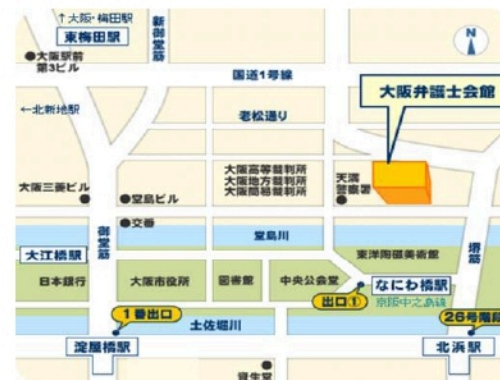 ↑大阪・梅田駅
東梅田駅
新御堂筋
N
大阪駅前
第3ビル
国道1号線
大阪弁護士会館
←北新地駅
老松通り
大阪高等裁判所
大阪地方裁判所
大阪簡易裁判所
天満
警察署
大阪三菱ビル
堂島ビル
交番
御堂筋
堂島川
堺筋
大江橋駅
東洋陶磁美術館
日本銀行
大阪市役所
図書館
中央公会堂
なにわ橋駅
出口①
京阪中之島線
1番出口
土佐堀川
26号階段
淀屋橋駅
北浜駅
資生堂